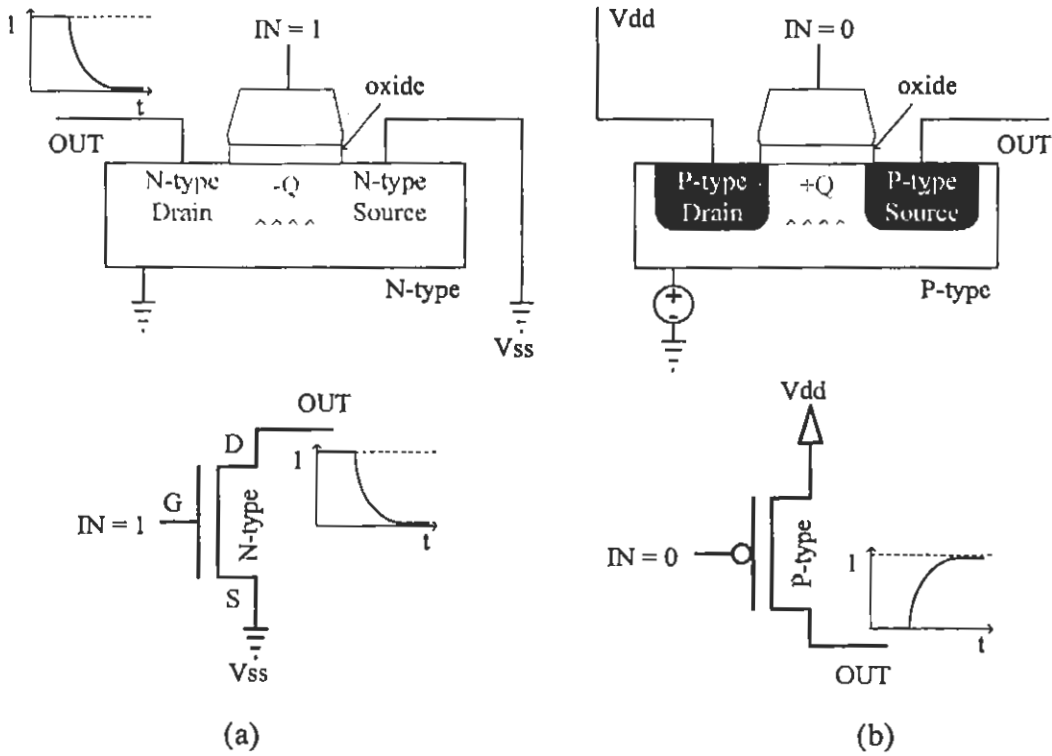 1
t
OUT
IN = 1
oxide
N-type
Drain
-Q
N-type
Source
N-type
Vss
Vdd
IN = 0
oxide
OUT
P-type
Drain
+Q
P-type
Source
+
-
P-type
OUT
D
1
G
IN = 1
N-type
t
S
Vss
(a)
Vdd
IN = 0
P-type
1
t
OUT
(b)